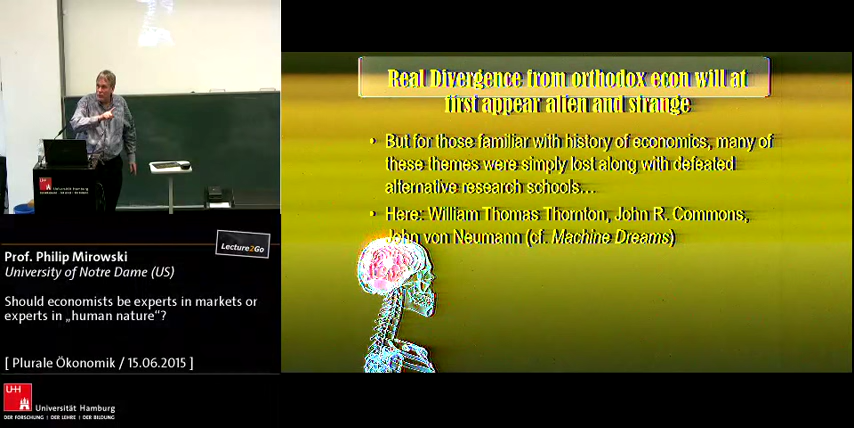 Real Divergence from orthodox econ will at
first appear alien and strange
• But for those familiar with history of economics, many of
these themes were simply lost along with defeated
alternative research schools...
• Here: William Thomas Thornton, John R. Commons,
John von Neumann (cf. Machine Dreams)
Universität Hamburg
Lecture2Go
Prof. Philip Mirowski
University of Notre Dame (US)
Should economists be experts in markets or
experts in „human nature“?
[ Plurale Ökonomik / 15.06.2015 ]
UH
Universität Hamburg
DER FORSCHUNG | DER LEHRE | DER BILDUNG